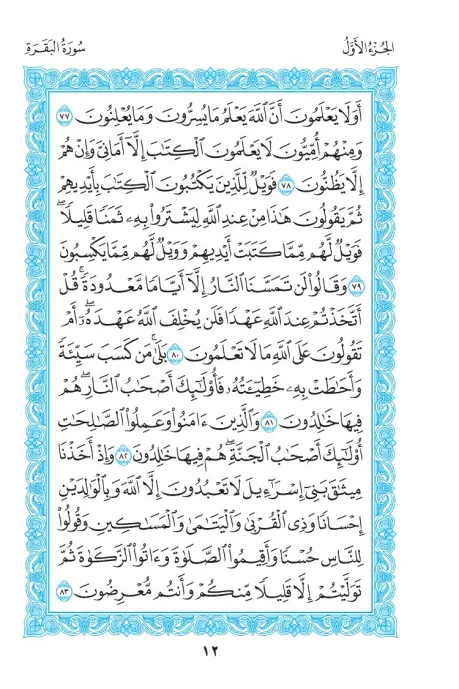 الجُزْءُ الأَوَّلُ سُورَةُ البَقَرَةِ
أَوَلَا يَعْلَمُونَ أَنَّ ٱللَّهَ يَعْلَمُ مَا يُسِرُّونَ وَمَا يُعْلِنُونَ ٧٧
وَمِنْهُمْ أُمِّيُّونَ لَا يَعْلَمُونَ ٱلْكِتَٰبَ إِلَّآ أَمَانِيَّ وَإِنْ هُمْ
إِلَّا يَظُنُّونَ ٧٨ فَوَيْلٌ لِّلَّذِينَ يَكْتُبُونَ ٱلْكِتَٰبَ بِأَيْدِيهِمْ
ثُمَّ يَقُولُونَ هَٰذَا مِنْ عِندِ ٱللَّهِ لِيَشْتَرُوا۟ بِهِۦ ثَمَنًا قَلِيلًا ۖ
فَوَيْلٌ لَّهُم مِّمَّا كَتَبَتْ أَيْدِيهِمْ وَوَيْلٌ لَّهُم مِّمَّا يَكْسِبُونَ
٧٩ وَقَالُوا۟ لَن تَمَسَّنَا ٱلنَّارُ إِلَّآ أَيَّامًا مَّعْدُودَةً ۚ قُلْ
أَتَّخَذْتُمْ عِندَ ٱللَّهِ عَهْدًا فَلَن يُخْلِفَ ٱللَّهُ عَهْدَهُۥٓ ۖ أَمْ
تَقُولُونَ عَلَى ٱللَّهِ مَا لَا تَعْلَمُونَ ٨٠ بَلَىٰ ۚ مَن كَسَبَ سَيِّئَةً
وَأَحَٰطَتْ بِهِۦ خَطِيٓـَٔتُهُۥ فَأُو۟لَٰٓئِكَ أَصْحَٰبُ ٱلنَّارِ ۖ هُمْ
فِيهَا خَٰلِدُونَ ٨١ وَٱلَّذِينَ ءَامَنُوا۟ وَعَمِلُوا۟ ٱلصَّٰلِحَٰتِ
أُو۟لَٰٓئِكَ أَصْحَٰبُ ٱلْجَنَّةِ ۖ هُمْ فِيهَا خَٰلِدُونَ ٨٢ وَإِذْ أَخَذْنَا
مِيثَٰقَ بَنِىٓ إِسْرَٰٓءِيلَ لَا تَعْبُدُونَ إِلَّا ٱللَّهَ وَبِٱلْوَٰلِدَيْنِ
إِحْسَانًا وَذِى ٱلْقُرْبَىٰ وَٱلْيَتَٰمَىٰ وَٱلْمَسَٰكِينِ وَقُولُوا۟
لِلنَّاسِ حُسْنًا وَأَقِيمُوا۟ ٱلصَّلَوٰةَ وَءَاتُوا۟ ٱلزَّكَوٰةَ ثُمَّ
تَوَلَّيْتُمْ إِلَّا قَلِيلًا مِّنكُمْ وَأَنتُم مُّعْرِضُونَ ٨٣
١٢